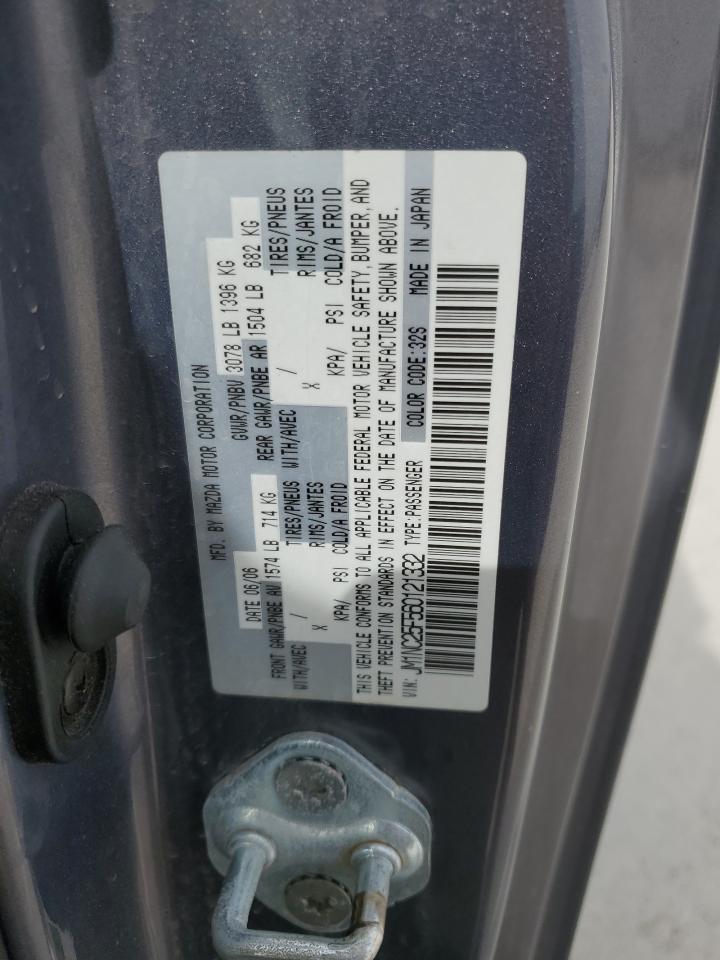 MFD. BY MAZDA MOTOR CORPORATION
DATE 06/06 GVWR/PNBV 3078 LB 1396 KG
FRONT GAWR/PNBE AV 1574 LB 714 KG REAR GAWR/PNBE AR 1504 LB 682 KG
WITH/AVEC TIRES/PNEUS WITH/AVEC TIRES/PNEUS
X / RIMS/JANTES X / RIMS/JANTES
KPA/ PSI COLD/A FROID KPA/ PSI COLD/A FROID
THIS VEHICLE CONFORMS TO ALL APPLICABLE FEDERAL MOTOR VEHICLE SAFETY, BUMPER, AND
THEFT PREVENTION STANDARDS IN EFFECT ON THE DATE OF MANUFACTURE SHOWN ABOVE.
VIN: JM1NC25F560121332 TYPE:PASSENGER COLOR CODE:32S MADE IN JAPAN